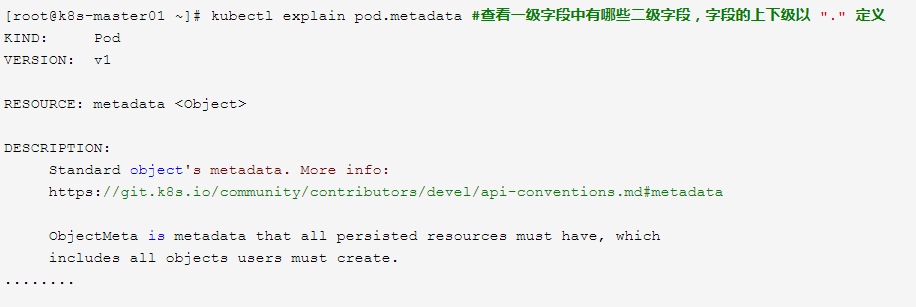 [root@k8s-master01 ~]# kubectl explain pod.metadata #查看一级字段中有哪些二级字段，字段的上下级以 "." 定义
KIND:     Pod
VERSION:  v1
RESOURCE: metadata <Object>
DESCRIPTION:
     Standard object's metadata. More info:
     https://git.k8s.io/community/contributors/devel/api-conventions.md#metadata
     ObjectMeta is metadata that all persisted resources must have, which
     includes all objects users must create.
........